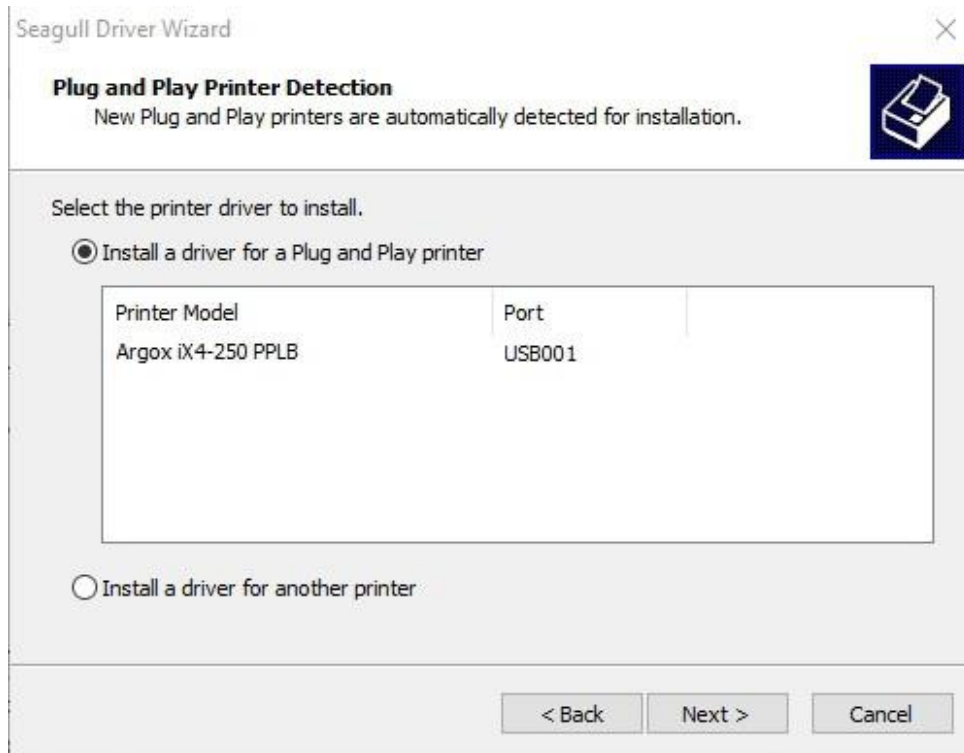 Seagull Driver Wizard
Plug and Play Printer Detection
New Plug and Play printers are automatically detected for installation.
Select the printer driver to install.
Install a driver for a Plug and Play printer
Printer Model Port
Argox iX4-250 PPLB USB001
Install a driver for another printer
< Back Next > Cancel